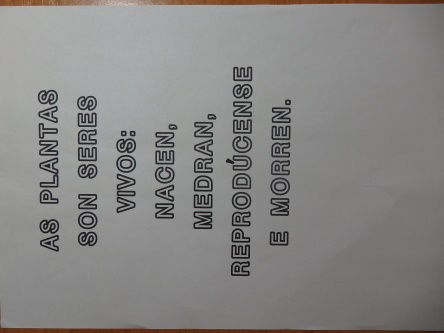 AS PLANTAS
SON SERES
VIVOS:
NACEN,
MEDRAN,
REPRODÚCENSE
E MORREN.